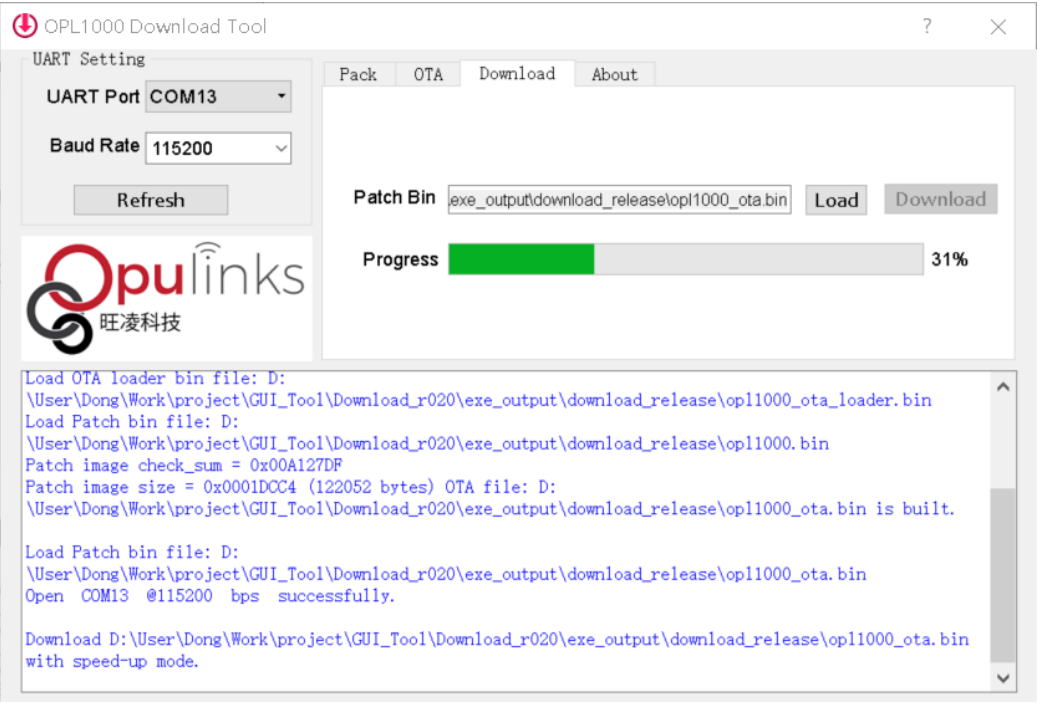 OPL1000 Download Tool
UART Setting
UART Port COM13
Baud Rate 115200
Refresh
Pack OTA Download About
Patch Bin .exe_output\download_release\opl1000_ota.bin Load Download
Progress 31%
Opulinks
旺凌科技
Load OTA loader bin file: D:
\User\Dong\Work\project\GUI_Tool\Download_r020\exe_output\download_release\opl1000_ota_loader.bin
Load Patch bin file: D:
\User\Dong\Work\project\GUI_Tool\Download_r020\exe_output\download_release\opl1000.bin
Patch image check_sum = 0x00A127DF
Patch image size = 0x0001DCC4 (122052 bytes) OTA file: D:
\User\Dong\Work\project\GUI_Tool\Download_r020\exe_output\download_release\opl1000_ota.bin is built.
Load Patch bin file: D:
\User\Dong\Work\project\GUI_Tool\Download_r020\exe_output\download_release\opl1000_ota.bin
Open COM13 @115200 bps successfully.
Download D:\User\Dong\Work\project\GUI_Tool\Download_r020\exe_output\download_release\opl1000_ota.bin
with speed-up mode.